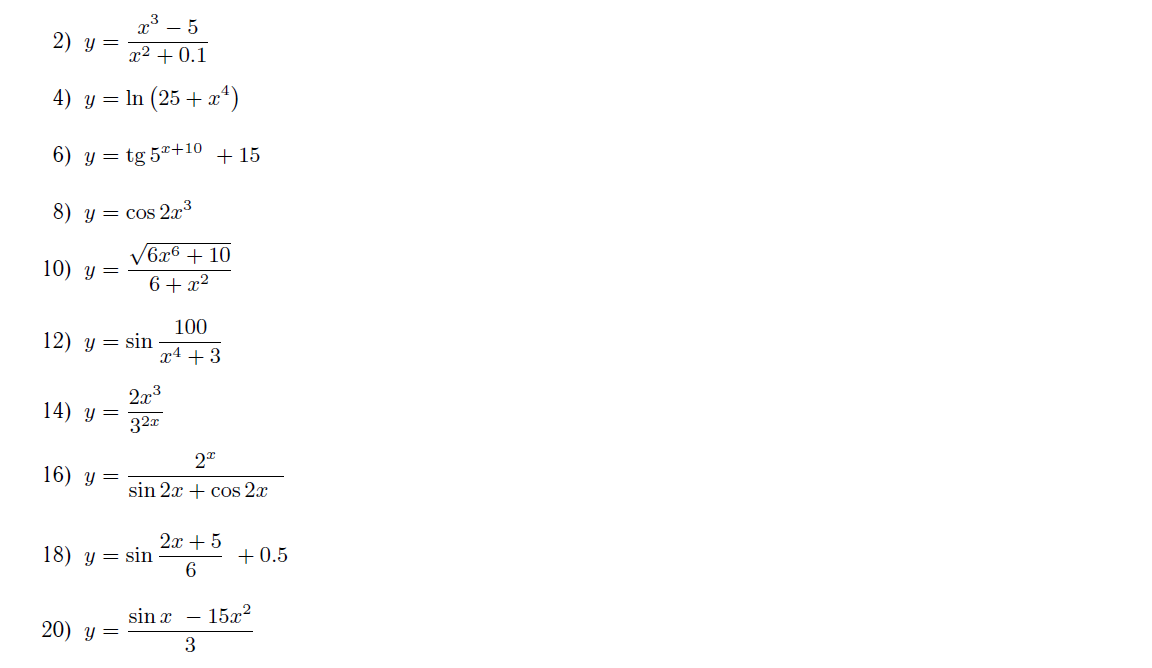 2) y = \frac{x^3 - 5}{x^2 + 0.1}
4) y = \ln (25 + x^4)
6) y = tg 5^{x+10} + 15
8) y = \cos 2x^3
10) y = \frac{\sqrt{6x^6 + 10}}{6 + x^2}
12) y = \sin \frac{100}{x^4 + 3}
14) y = \frac{2x^3}{3^{2x}}
16) y = \frac{2^x}{\sin 2x + \cos 2x}
18) y = \sin \frac{2x + 5}{6} + 0.5
20) y = \frac{\sin x - 15x^2}{3}